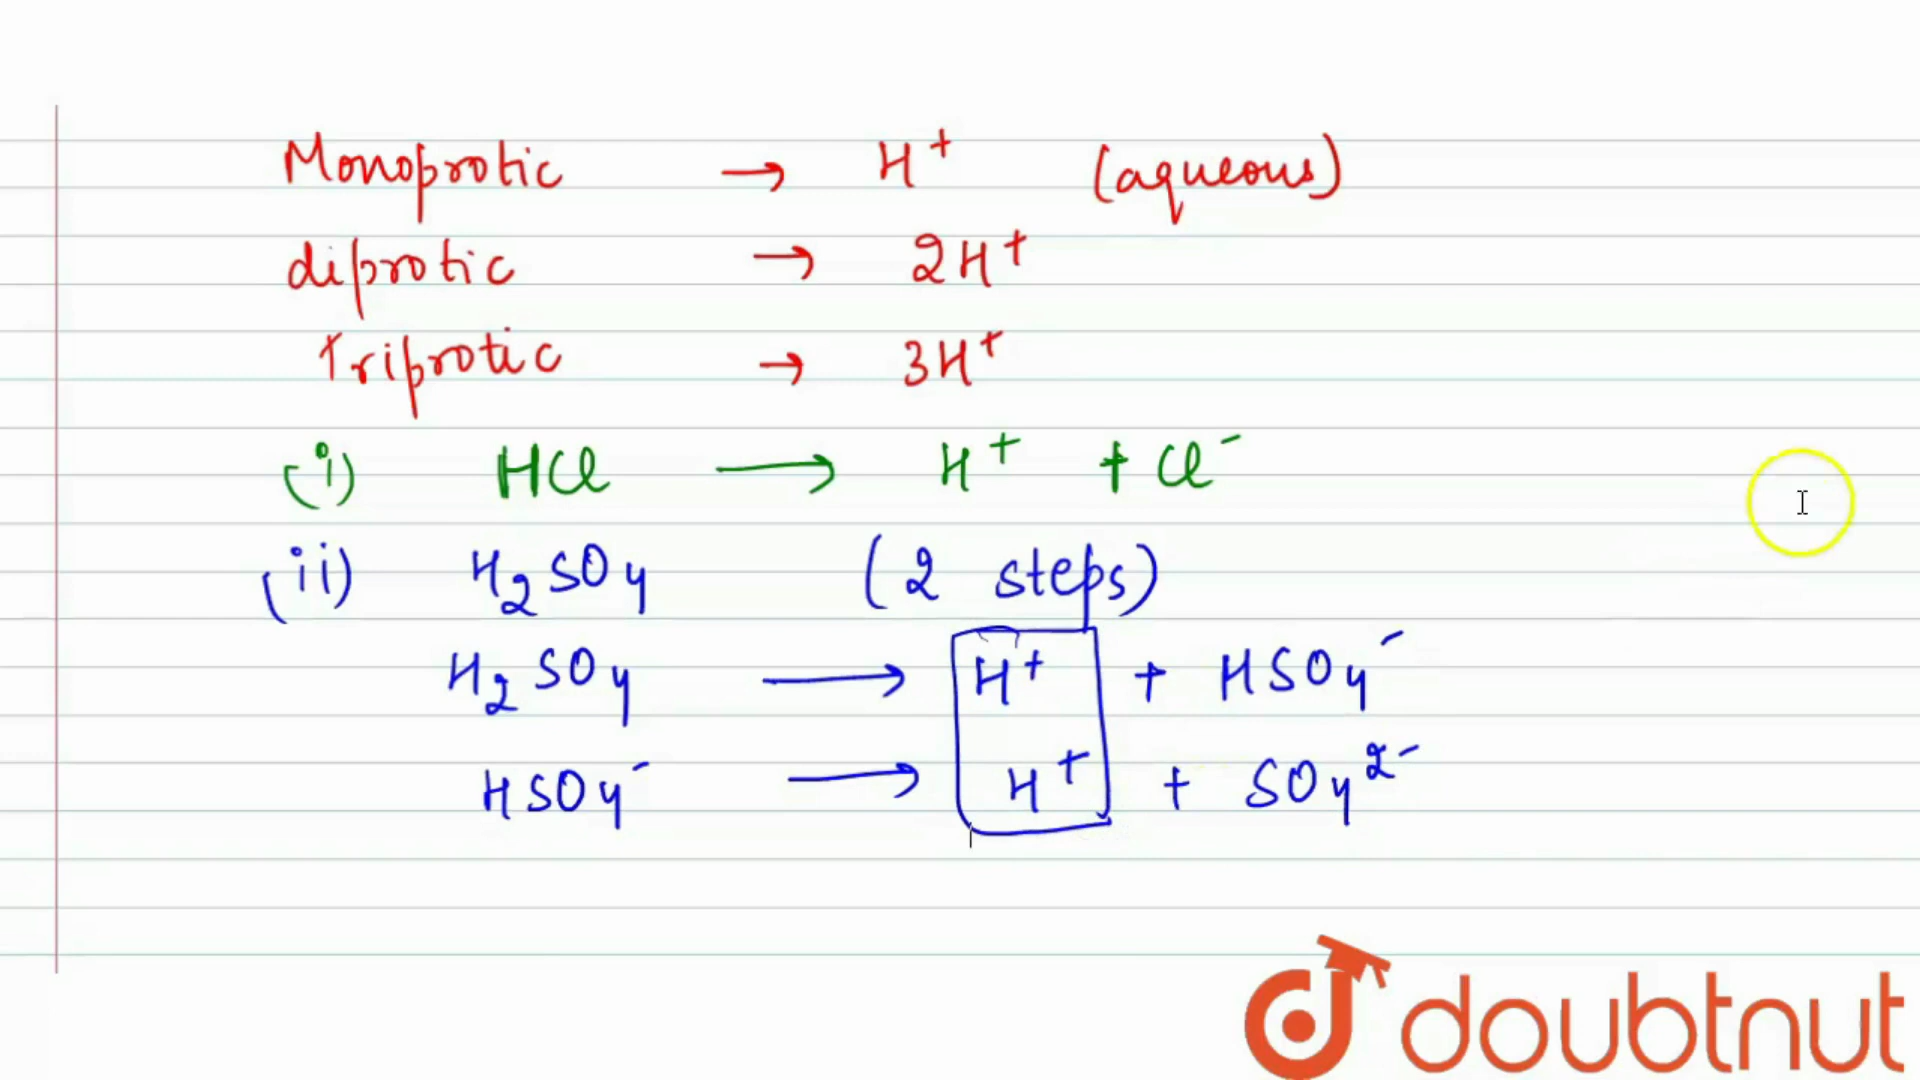 Monoprotic → H⁺ (aqueous)
diprotic → 2H⁺
Triprotic → 3H⁺
(i) HCl → H⁺ + Cl⁻
(ii) H₂SO₄ (2 steps)
H₂SO₄ → H⁺ + HSO₄⁻
HSO₄⁻ → H⁺ + SO₄²⁻
doubtnut